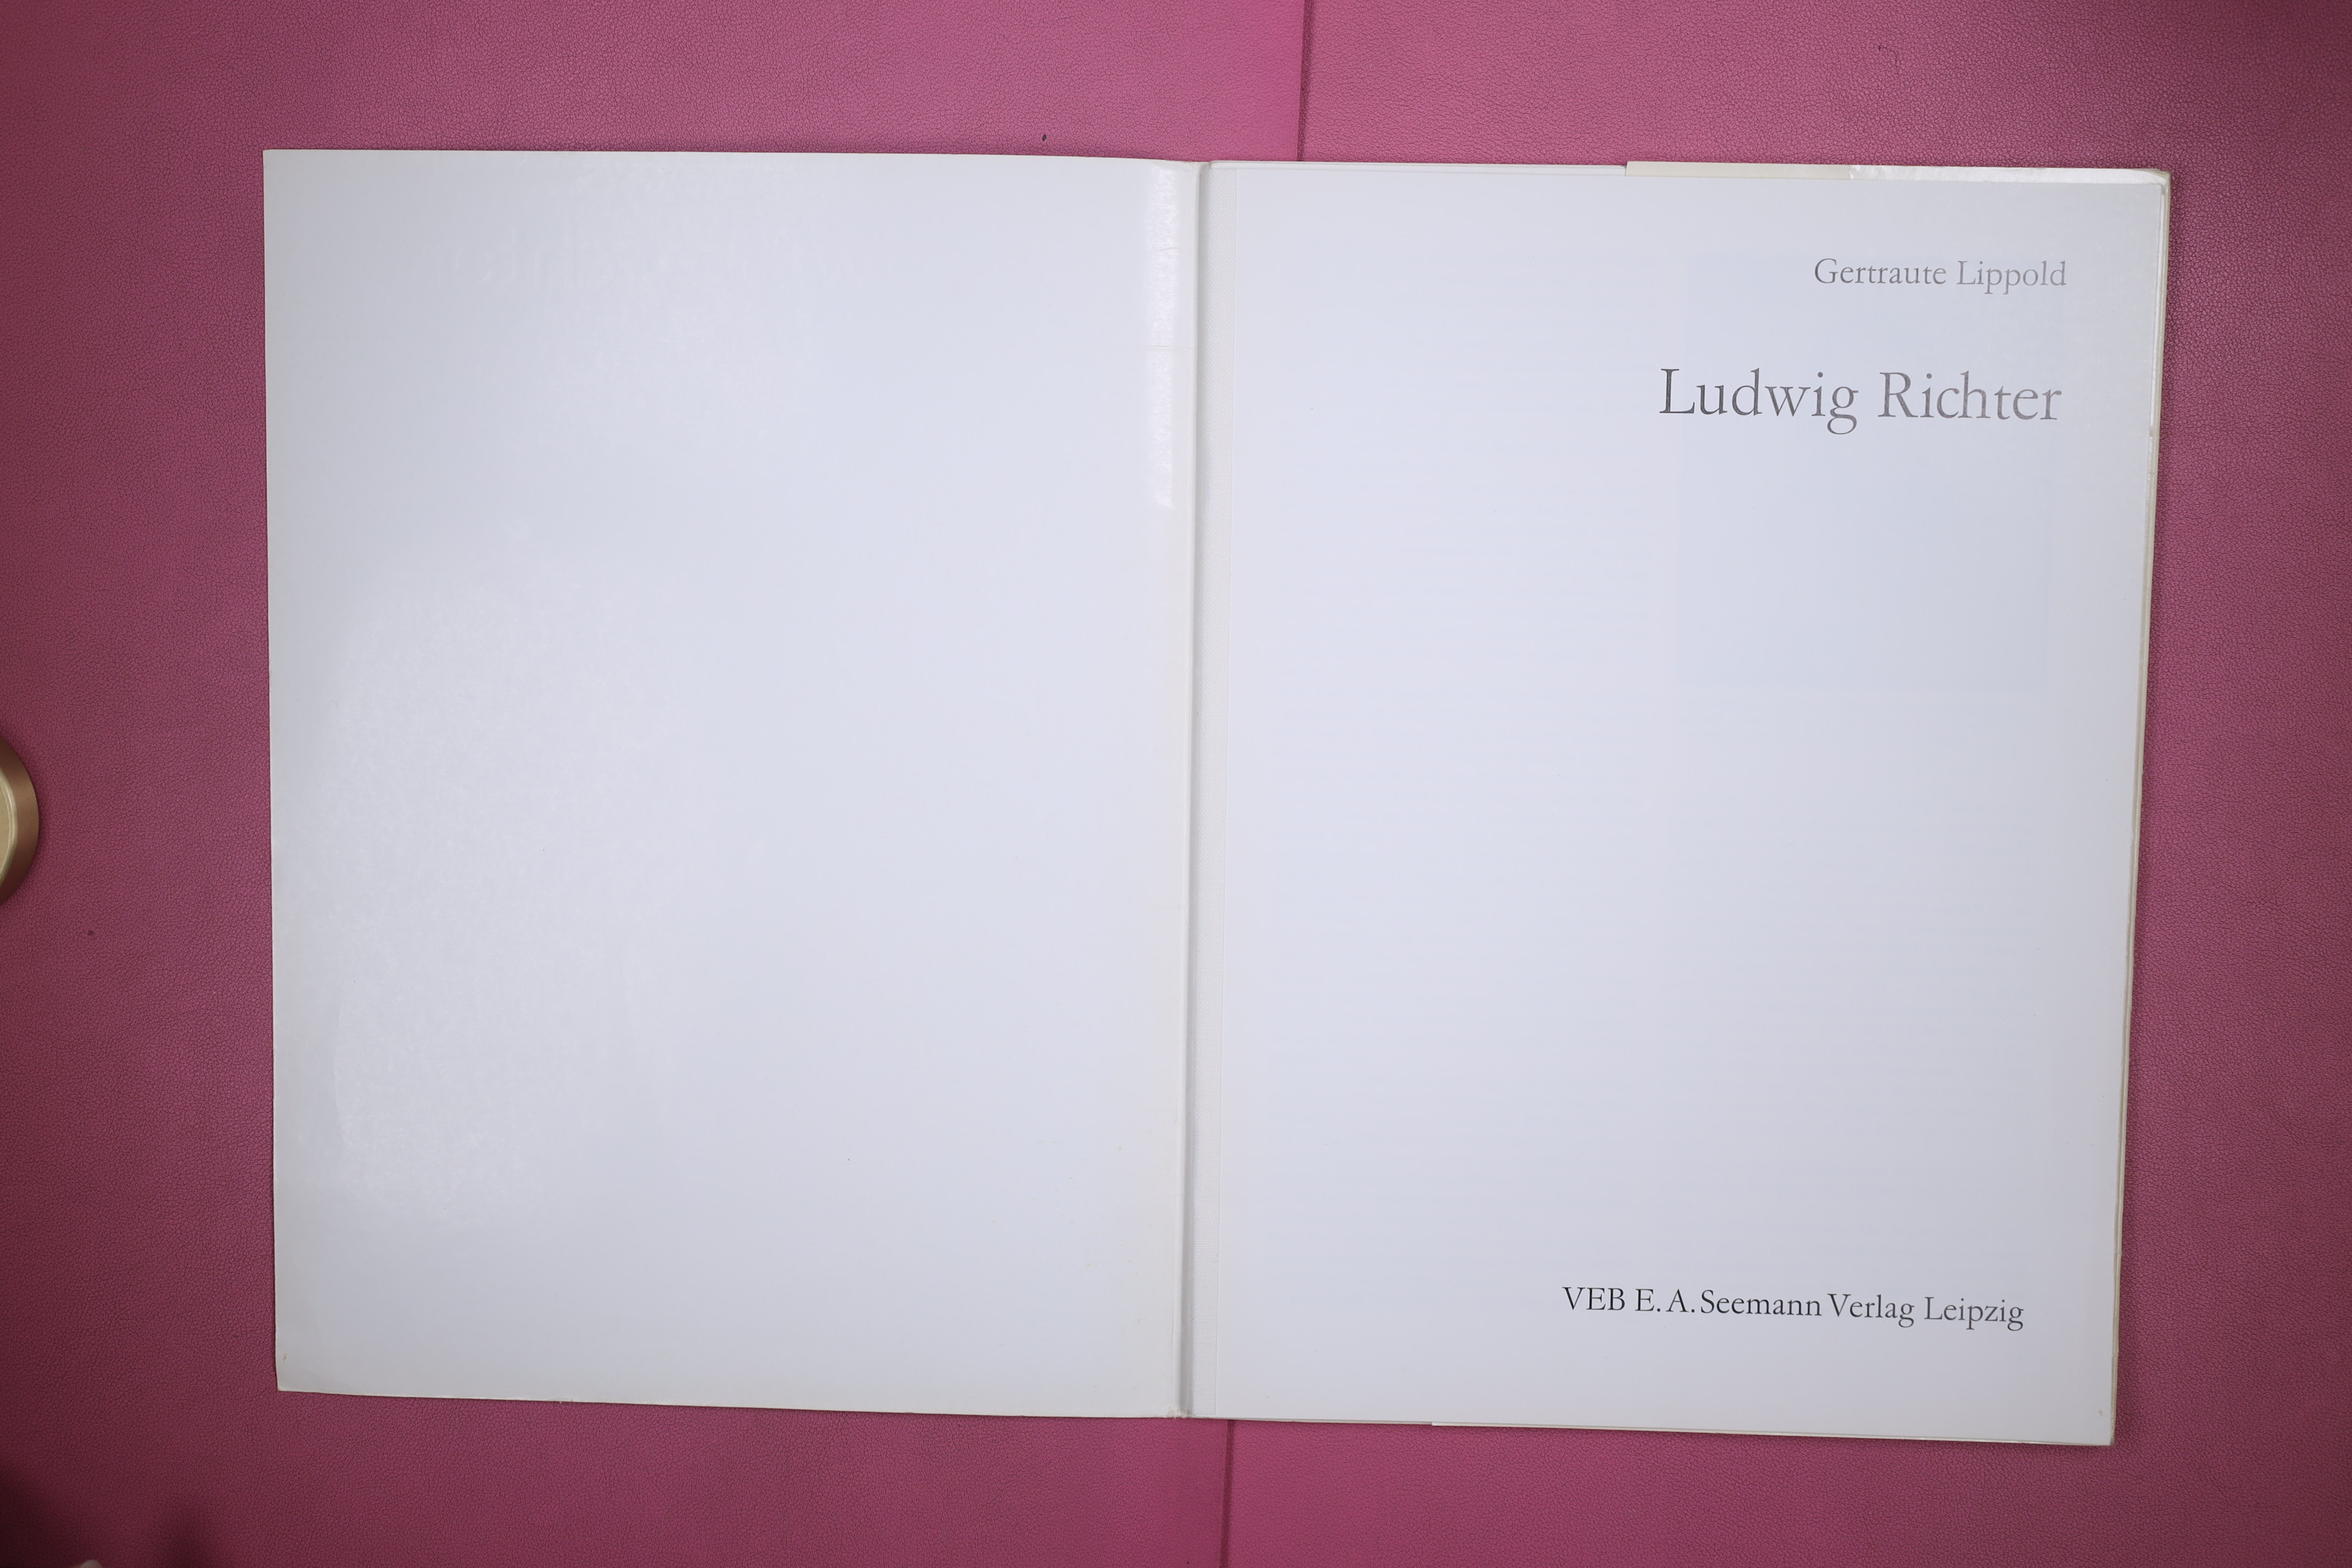 Gertraute Lippold
Ludwig Richter
VEB E. A. Seemann Verlag Leipzig